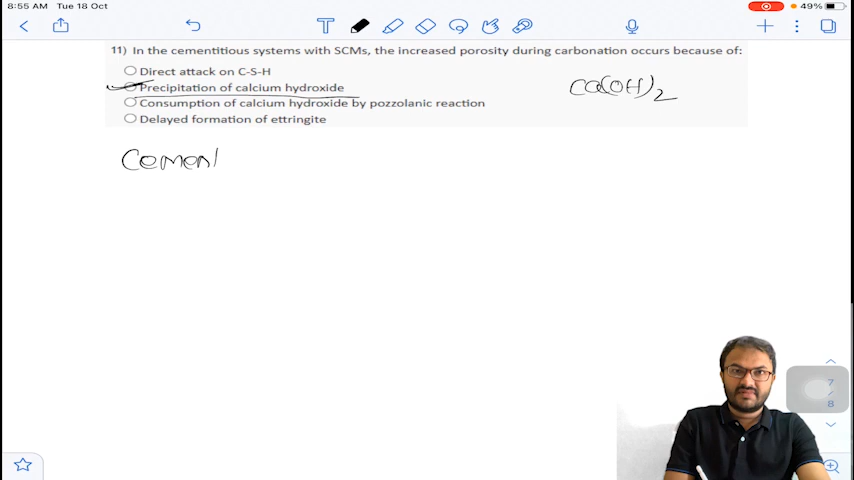 8:55 AM Tue 18 Oct
49%
11) In the cementitious systems with SCMs, the increased porosity during carbonation occurs because of:
Direct attack on C-S-H
Precipitation of calcium hydroxide
Ca(OH)2
Consumption of calcium hydroxide by pozzolanic reaction
Delayed formation of ettringite
Cement
7
/
8